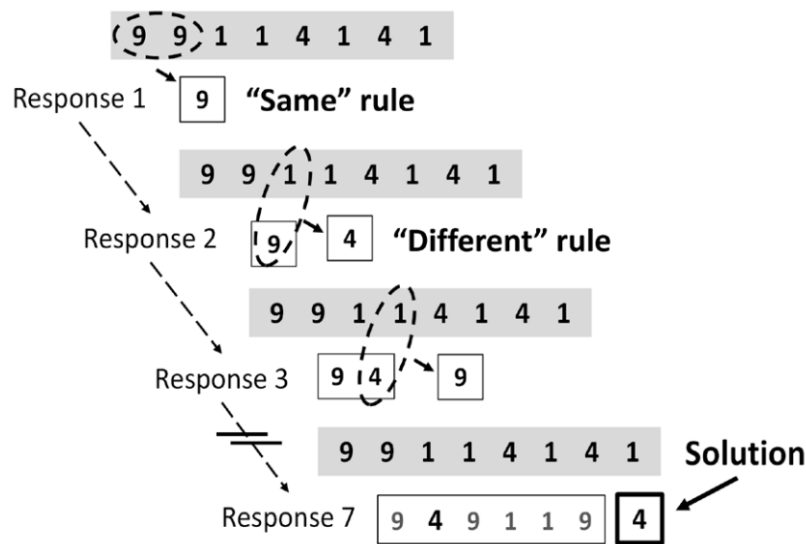 9 9 1 1 4 1 4 1
Response 1 9 “Same” rule
9 9 1 1 4 1 4 1
Response 2 9 4 “Different” rule
9 9 1 1 4 1 4 1
Response 3 9 4 9
9 9 1 1 4 1 4 1
Solution
Response 7 9 4 9 1 1 9 4